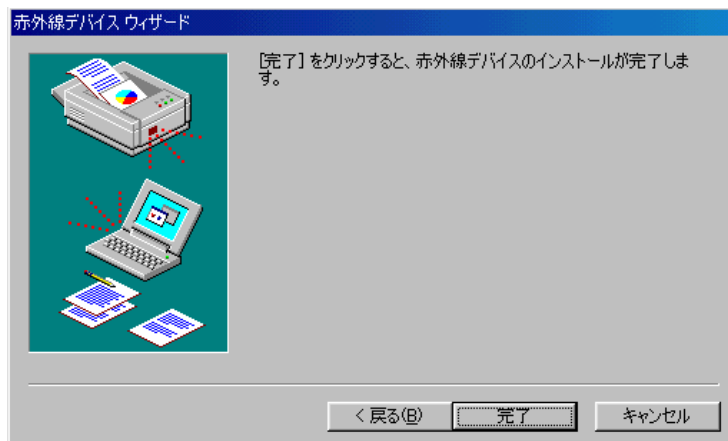 赤外線デバイス ウィザード
[完了] をクリックすると、赤外線デバイスのインストールが完了しま
す。
< 戻る(B)
完了
キャンセル